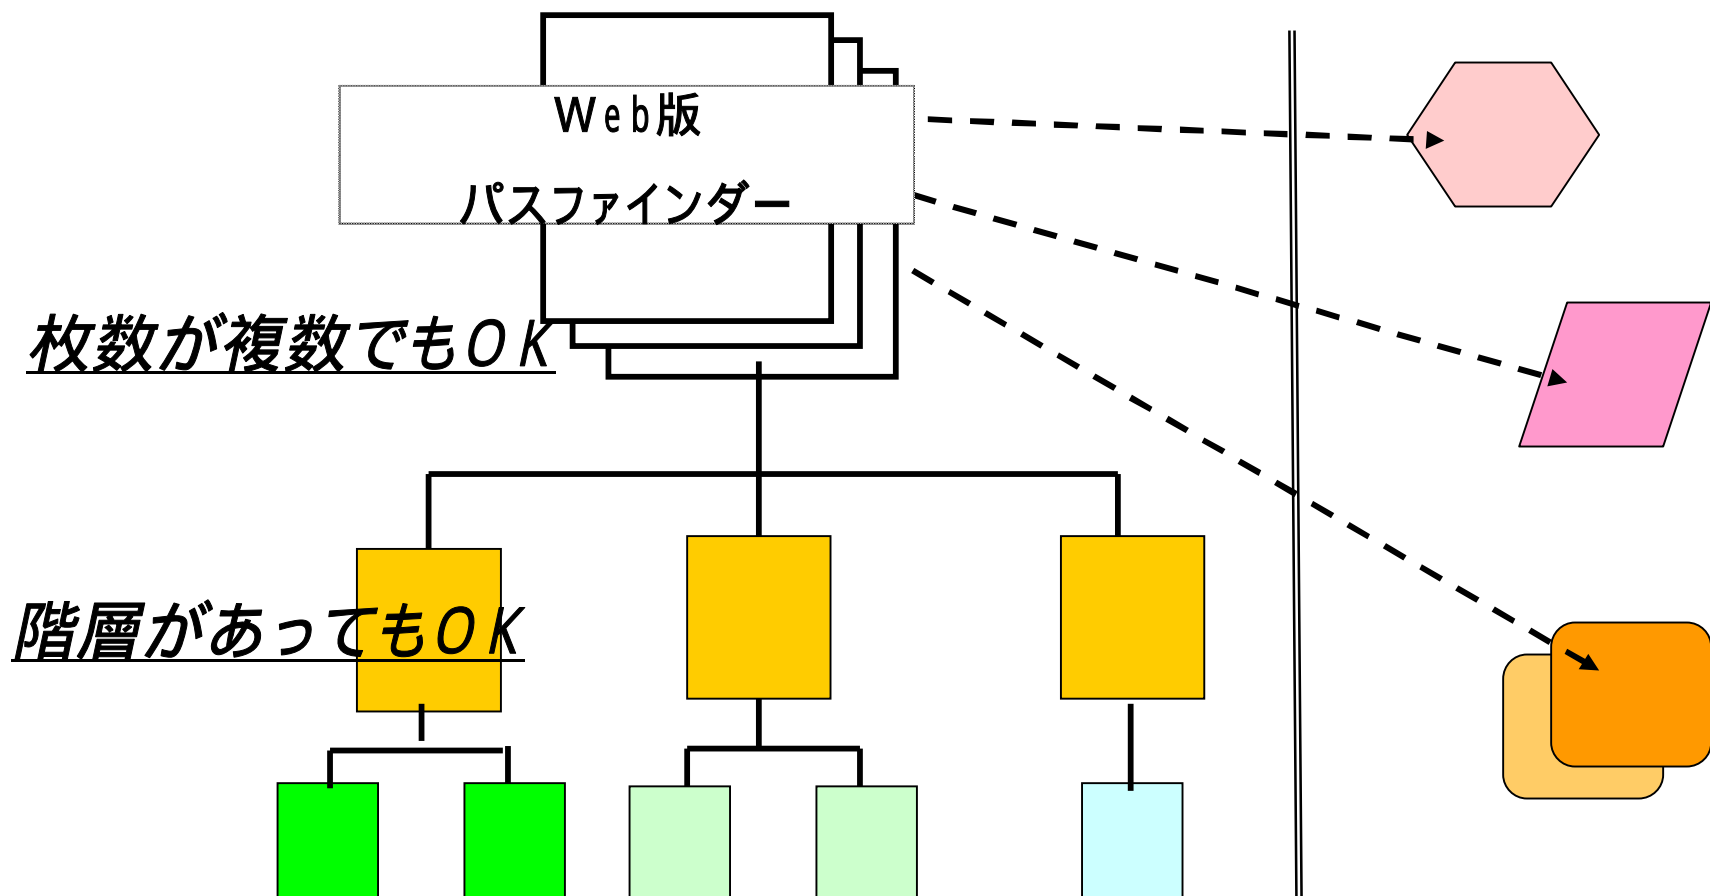 Ｗｅｂ版
パスファインダー
枚数が複数でもＯＫ
階層があってもＯＫ